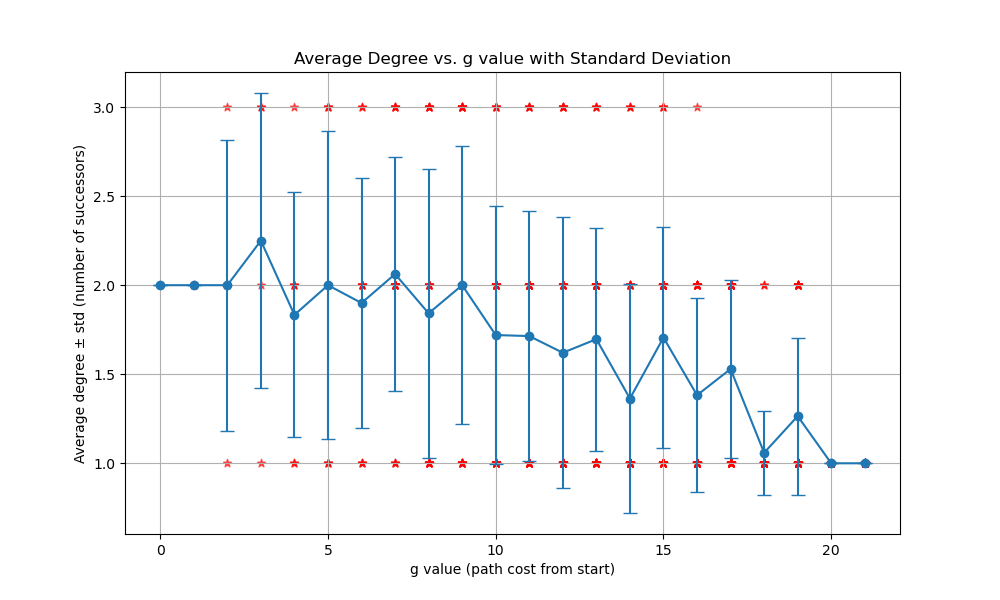 Average Degree vs. g value with Standard Deviation
Average degree ± std (number of successors)
3.0
2.5
2.0
1.5
1.0
0 5 10 15 20
g value (path cost from start)